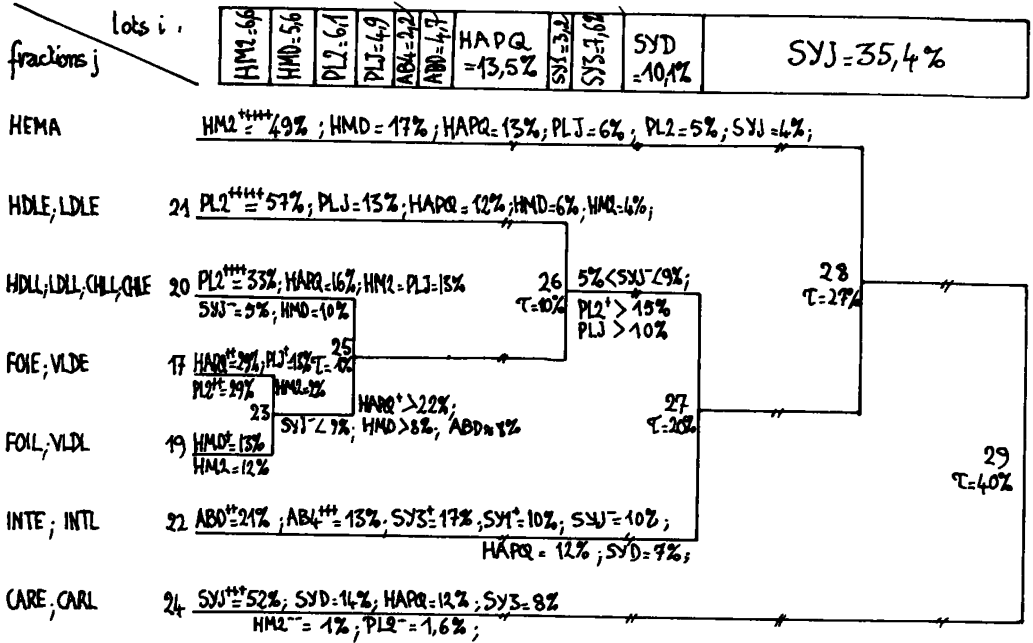 lots i.
fractions j
HM2=6,6 HMD=5,6 PL2=6,1 PLJ=4,9 AB4=2,2 ABD=4,7 HAPQ =13,5% SY1=3,2 SY3=7,6% SYD =10,1% SYJ=35,4%
HEMA HM2+++++=49% ; HMD=17%; HAPQ=13%; PLJ=6% ; PL2=5%; SYJ=4%;
HDLE; LDLE 21 PL2+++++=57%; PLJ=13%; HAPQ=12%; HMD=6%; HM2=4%;
HDLL; LDLL; CHLL; CHLE 20 PL2++++=33%; HAPQ=16%; HM2=PLJ=13%
SYJ-=5%; HMD=10%
26 τ=10%
5%<SYJ-<9%;
PL2+>15%
PLJ>10%
28 τ=27%
FOIE; VLDE 17 HAPQ++=29%; PLJ+=15%
PL2++=29% HM2=2%
25
23 SYJ-<9%; HMD>8%; ABD≈8%
HAPQ+>22%;
27 τ=20%
FOIL; VLDL 19 HMD+=13%
HM2=12%
29 τ=40%
INTE; INTL 22 ABD++=21% ; AB4+++=13%; SY3+=17%; SY1+=10%; SYJ-=10%;
HAPQ=12% ; SYD=7%;
CARE; CARL 24 SYJ+++=52%; SYD=14%; HAPQ=12%; SY3=8%
HM2--=1%; PL2-=1,6%;